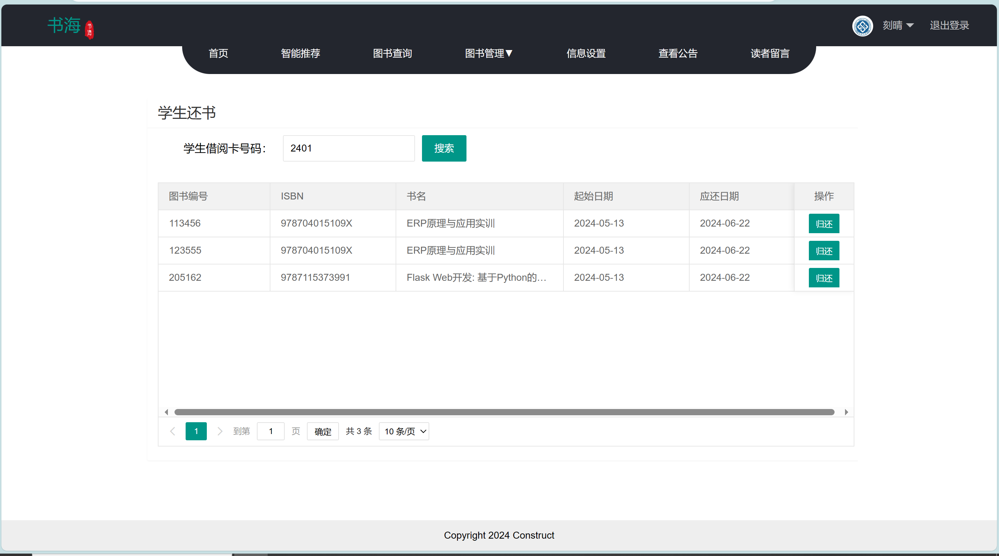 书海 书海
刻晴 退出登录
首页 智能推荐 图书查询 图书管理▼ 信息设置 查看公告 读者留言
学生还书
学生借阅卡号码： 2401 搜索
图书编号 ISBN 书名 起始日期 应还日期 操作
113456 978704015109X ERP原理与应用实训 2024-05-13 2024-06-22 归还
123555 978704015109X ERP原理与应用实训 2024-05-13 2024-06-22 归还
205162 9787115373991 Flask Web开发: 基于Python的... 2024-05-13 2024-06-22 归还
1 到第 1 页 确定 共 3 条 10 条/页
Copyright 2024 Construct